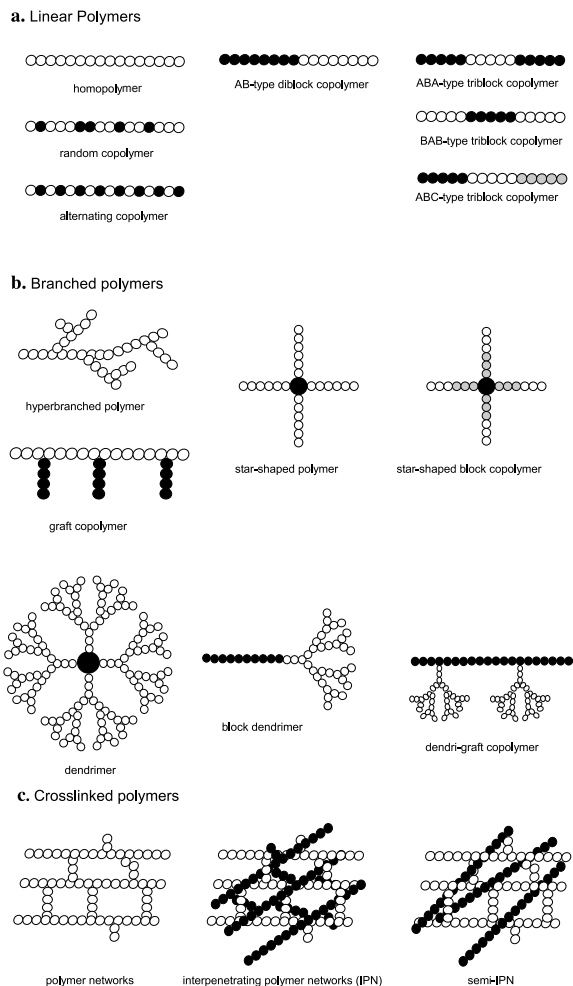 a. Linear Polymers
homopolymer
AB-type diblock copolymer
ABA-type triblock copolymer
random copolymer
BAB-type triblock copolymer
alternating copolymer
ABC-type triblock copolymer
b. Branched polymers
hyperbranched polymer
star-shaped polymer
star-shaped block copolymer
graft copolymer
block dendrimer
dendri-graft copolymer
dendrimer
c. Crosslinked polymers
polymer networks
interpenetrating polymer networks (IPN)
semi-IPN